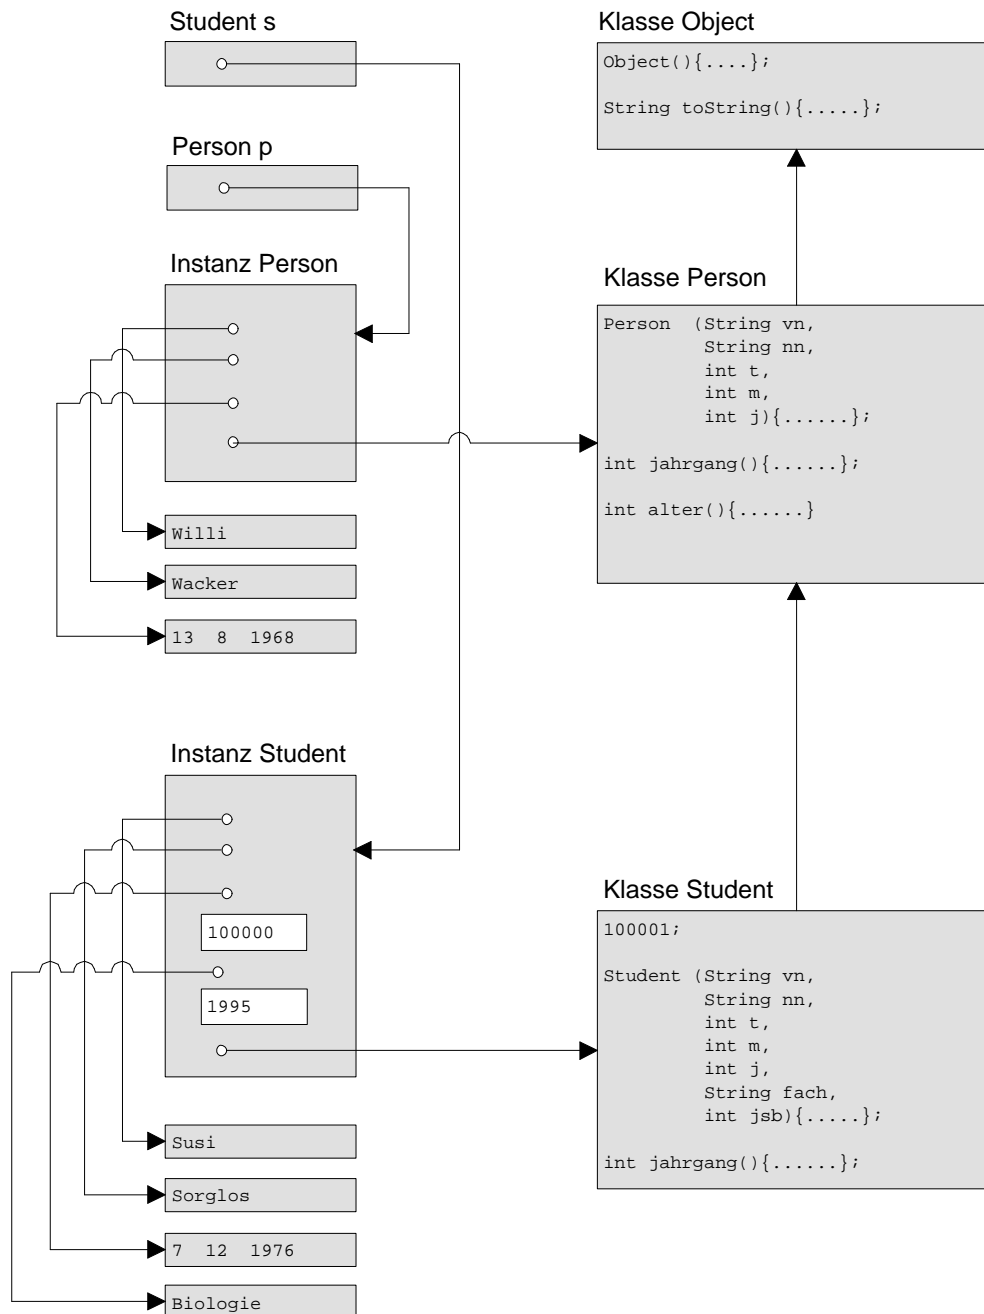 Student s
Person p
Instanz Person
Willi
Wacker
13 8 1968
Instanz Student
100000
1995
Susi
Sorglos
7 12 1976
Biologie
Klasse Object
Object(){....};
String toString(){.....};
Klasse Person
Person (String vn,
String nn,
int t,
int m,
int j){......};
int jahrgang(){......};
int alter(){......}
Klasse Student
100001;
Student (String vn,
String nn,
int t,
int m,
int j,
String fach,
int jsb){.....};
int jahrgang(){......};